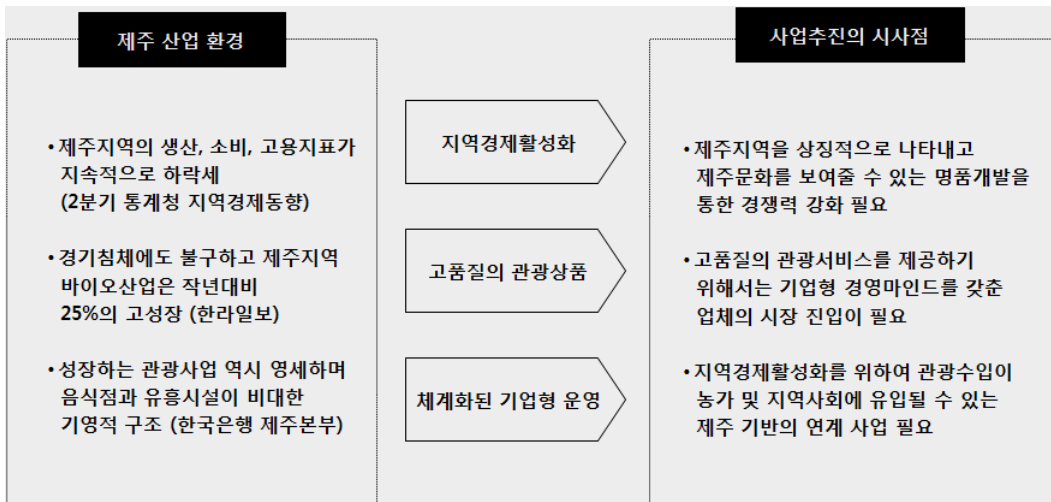 제주 산업 환경
• 제주지역의 생산, 소비, 고용지표가
지속적으로 하락세
(2분기 통계청 지역경제동향)
• 경기침체에도 불구하고 제주지역
바이오산업은 작년대비
25%의 고성장 (한라일보)
• 성장하는 관광사업 역시 영세하며
음식점과 유흥시설이 비대한
기영적 구조 (한국은행 제주본부)
지역경제활성화
고품질의 관광상품
체계화된 기업형 운영
사업추진의 시사점
• 제주지역을 상징적으로 나타내고
제주문화를 보여줄 수 있는 명품개발을
통한 경쟁력 강화 필요
• 고품질의 관광서비스를 제공하기
위해서는 기업형 경영마인드를 갖춘
업체의 시장 진입이 필요
• 지역경제활성화를 위하여 관광수입이
농가 및 지역사회에 유입될 수 있는
제주 기반의 연계 사업 필요